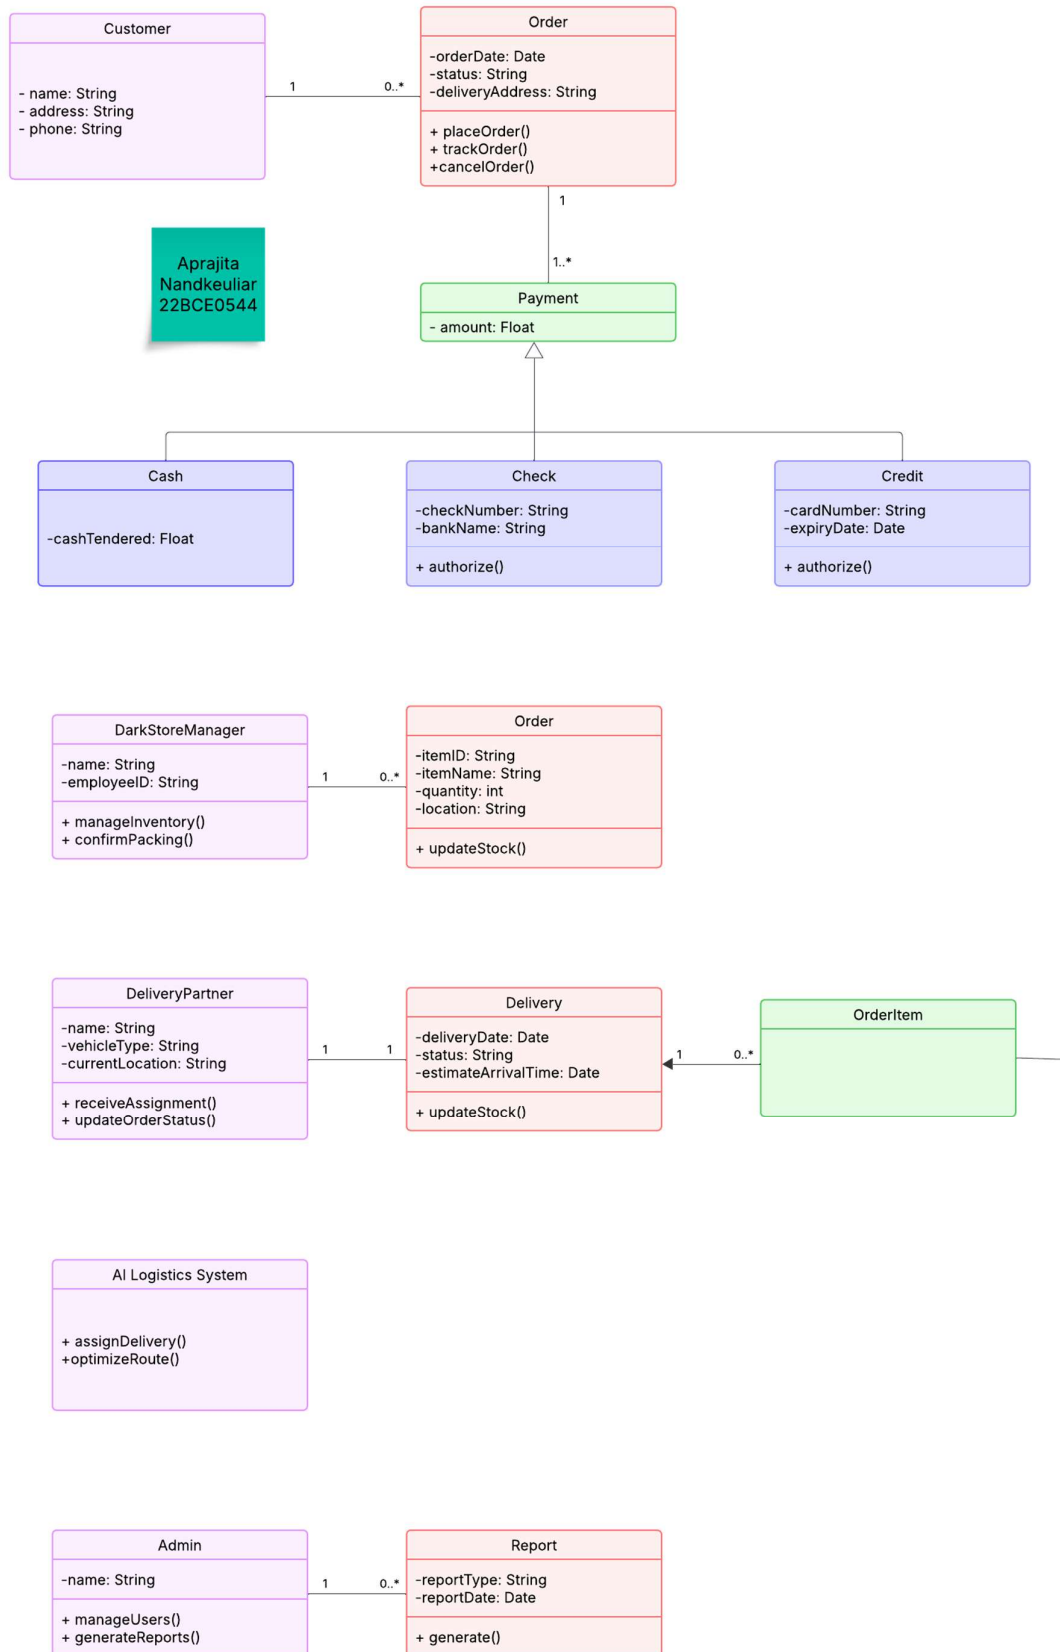 Customer
- name: String
- address: String
- phone: String
1
0..*
Order
-orderDate: Date
-status: String
-deliveryAddress: String
+ placeOrder()
+ trackOrder()
+cancelOrder()
1
1..*
Aprajita
Nandkeuliar
22BCE0544
Payment
- amount: Float
Cash
-cashTendered: Float
Check
-checkNumber: String
-bankName: String
+ authorize()
Credit
-cardNumber: String
-expiryDate: Date
+ authorize()
DarkStoreManager
-name: String
-employeeID: String
+ manageInventory()
+ confirmPacking()
1
0..*
Order
-itemID: String
-itemName: String
-quantity: int
-location: String
+ updateStock()
DeliveryPartner
-name: String
-vehicleType: String
-currentLocation: String
+ receiveAssignment()
+ updateOrderStatus()
1
1
Delivery
-deliveryDate: Date
-status: String
-estimateArrivalTime: Date
+ updateStock()
1
0..*
OrderItem
AI Logistics System
+ assignDelivery()
+optimizeRoute()
Admin
-name: String
+ manageUsers()
+ generateReports()
1
0..*
Report
-reportType: String
-reportDate: Date
+ generate()